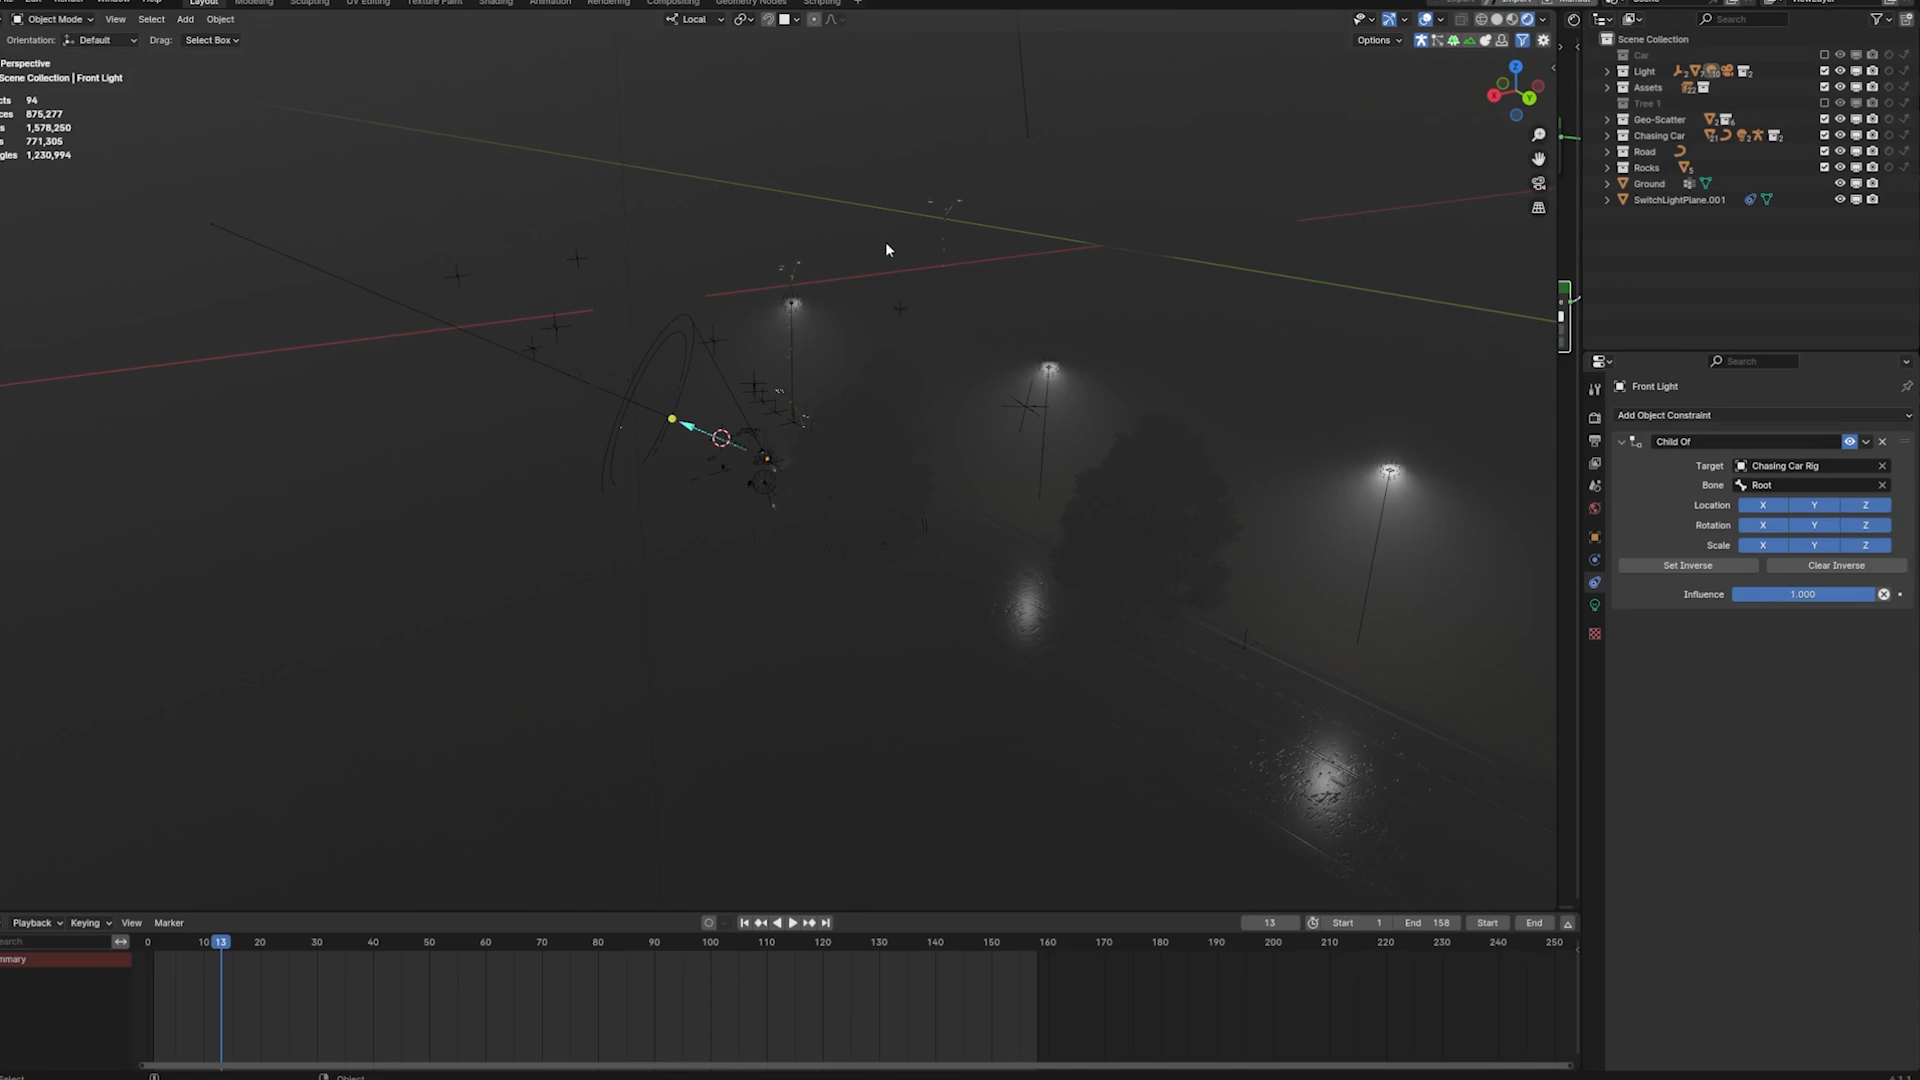 Layout Modeling Sculpting UV Editing Texture Paint Shading Animation Rendering Compositing Geometry Nodes Scripting +
Object Mode View Select Add Object Local
Orientation: Default Drag: Select Box Options
Perspective
Scene Collection | Front Light
cts 94
ces 875,277
s 1,578,250
s 771,305
gles 1,230,994
Z
X
Y
Search
Scene Collection
Car
Light
Assets
Tree 1
Geo-Scatter
Chasing Car
Road
Rocks
Ground
SwitchLightPlane.001
Search
Front Light
Add Object Constraint
Child Of
Target Chasing Car Rig
Bone Root
Location X Y Z
Rotation X Y Z
Scale X Y Z
Set Inverse Clear Inverse
Influence 1.000
Playback Keying View Marker 13 Start 1 End 158 Start End
earch 0 10 13 20 30 40 50 60 70 80 90 100 110 120 130 140 150 160 170 180 190 200 210 220 230 240 250
mmary